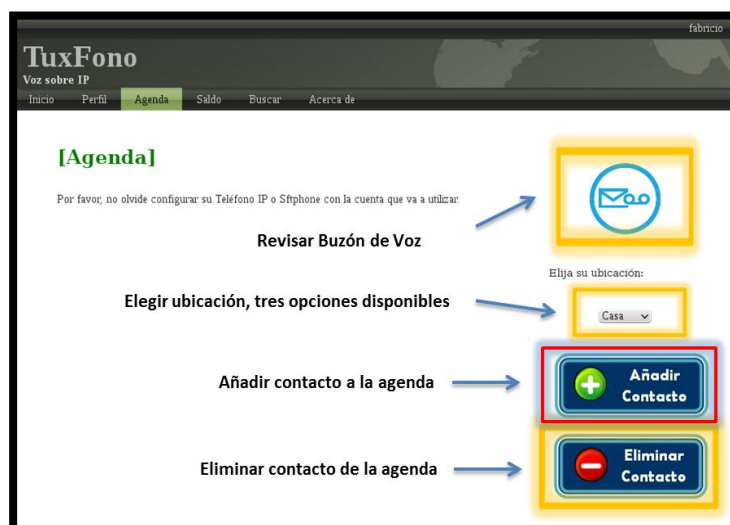 fabricio
TuxFono
Voz sobre IP
Inicio Perfil Agenda Saldo Buscar Acerca de
[Agenda]
Por favor, no olvide configurar su Teléfono IP o Sftphone con la cuenta que va a utilizar.
Revisar Buzón de Voz
Elija su ubicación:
Elegir ubicación, tres opciones disponibles
Casa
Añadir contacto a la agenda
Añadir
Contacto
Eliminar contacto de la agenda
Eliminar
Contacto